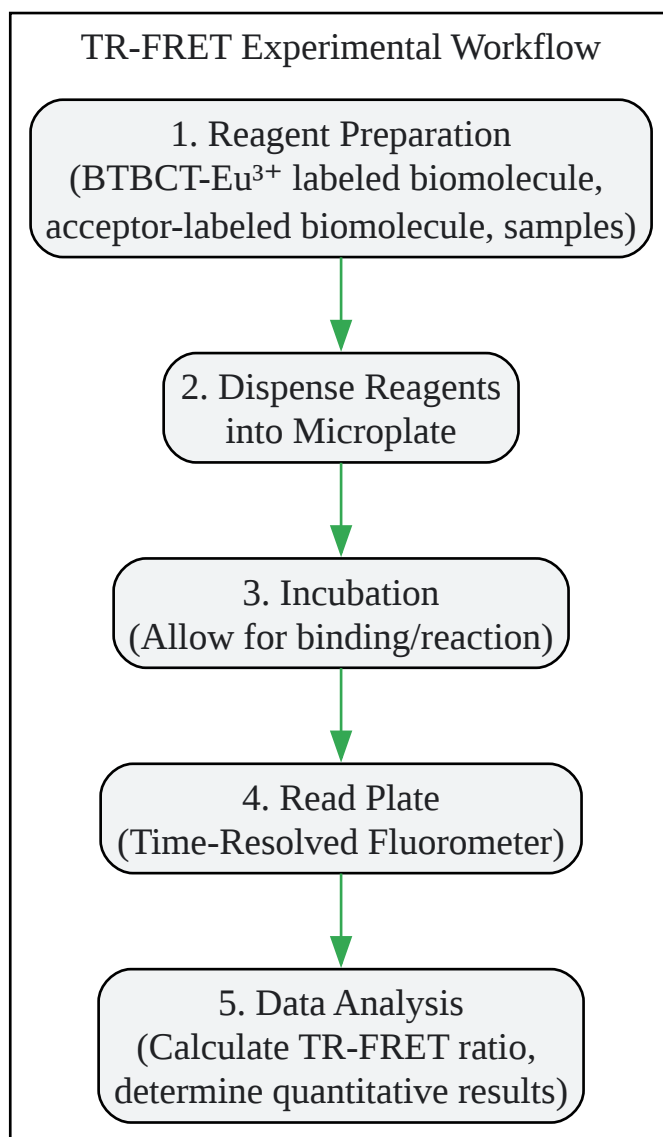 TR-FRET Experimental Workflow
1. Reagent Preparation
(BTBCT-Eu³⁺ labeled biomolecule,
acceptor-labeled biomolecule, samples)
2. Dispense Reagents
into Microplate
3. Incubation
(Allow for binding/reaction)
4. Read Plate
(Time-Resolved Fluorometer)
5. Data Analysis
(Calculate TR-FRET ratio,
determine quantitative results)